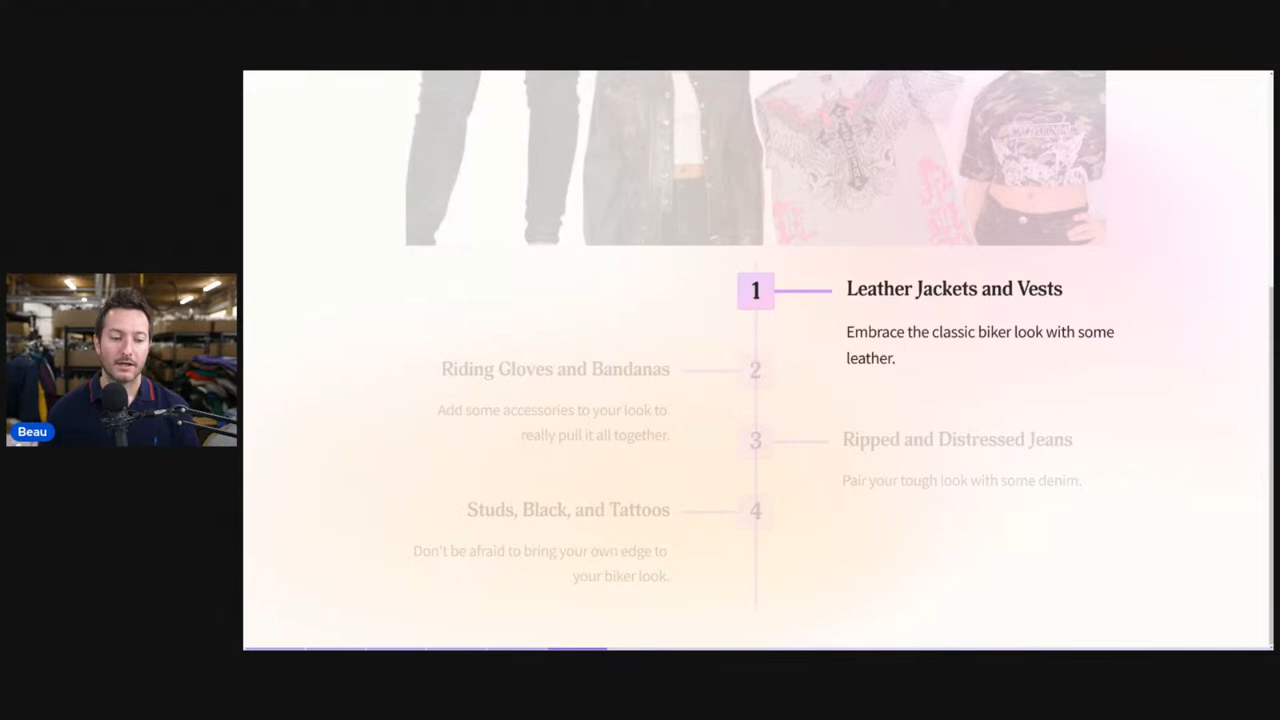 1
Leather Jackets and Vests
Embrace the classic biker look with some
leather.
Riding Gloves and Bandanas
2
Add some accessories to your look to
really pull it all together.
3
Ripped and Distressed Jeans
Pair your tough look with some denim.
Studs, Black, and Tattoos
4
Don't be afraid to bring your own edge to
your biker look.
Beau